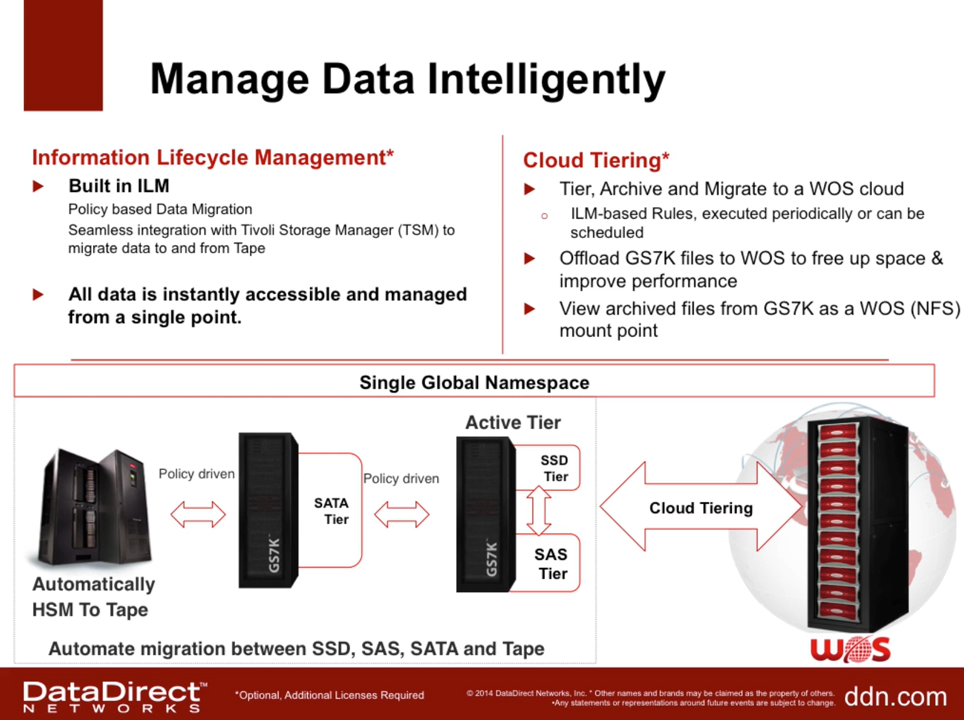 Manage Data Intelligently
Information Lifecycle Management*
Built in ILM
Policy based Data Migration
Seamless integration with Tivoli Storage Manager (TSM) to
migrate data to and from Tape
All data is instantly accessible and managed
from a single point.
Cloud Tiering*
Tier, Archive and Migrate to a WOS cloud
ILM-based Rules, executed periodically or can be
scheduled
Offload GS7K files to WOS to free up space &
improve performance
View archived files from GS7K as a WOS (NFS)
mount point
Single Global Namespace
Active Tier
Policy driven
SATA
Tier
Policy driven
SSD
Tier
SAS
Tier
GS7K
GS7K
Cloud Tiering
Automatically
HSM To Tape
Automate migration between SSD, SAS, SATA and Tape
WOS
DataDirect™
NETWORKS
*Optional, Additional Licenses Required
© 2014 DataDirect Networks, Inc. * Other names and brands may be claimed as the property of others.
•Any statements or representations around future events are subject to change.
ddn.com